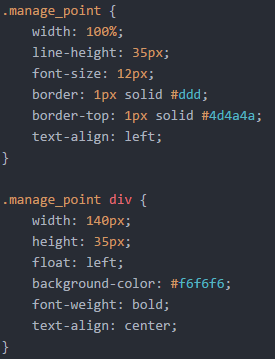 .manage_point {
    width: 100%;
    line-height: 35px;
    font-size: 12px;
    border: 1px solid #ddd;
    border-top: 1px solid #4d4a4a;
    text-align: left;
}

.manage_point div {
    width: 140px;
    height: 35px;
    float: left;
    background-color: #f6f6f6;
    font-weight: bold;
    text-align: center;
}